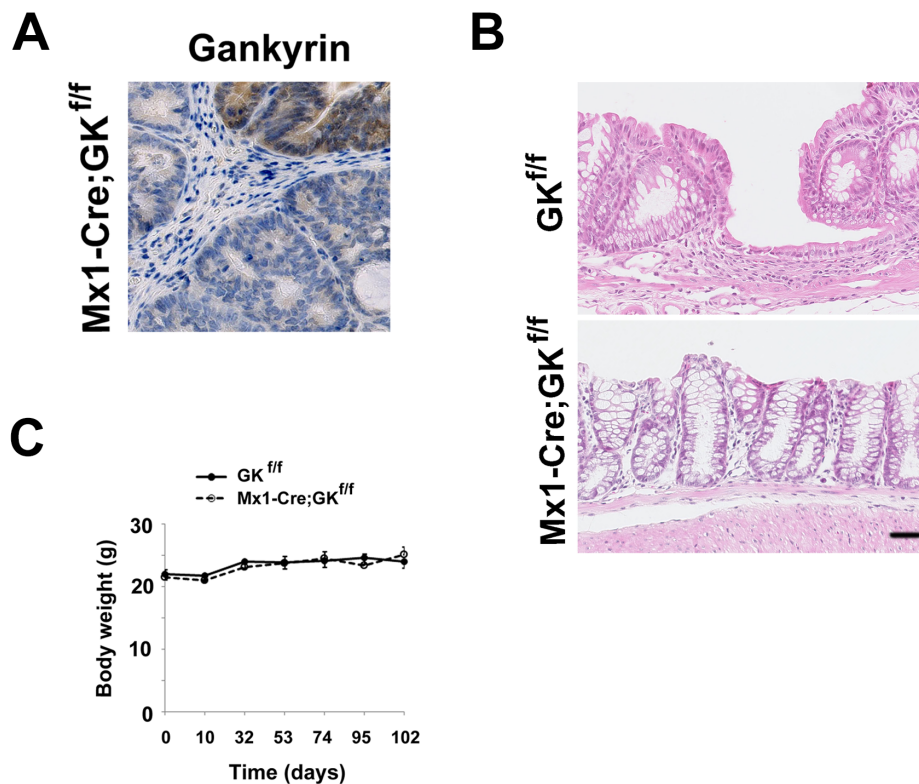 A
Gankyrin
Mx1-Cre;GK f/f
B
GK f/f
Mx1-Cre;GK f/f
C
GK f/f
Mx1-Cre;GK f/f
Body weight (g)
30
20
10
0
0 10 32 53 74 95 102
Time (days)